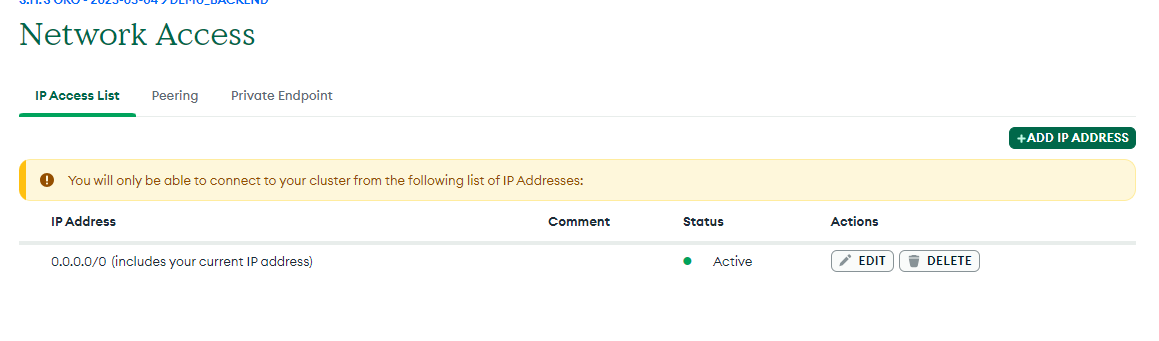 Network Access
IP Access List Peering Private Endpoint
+ADD IP ADDRESS
You will only be able to connect to your cluster from the following list of IP Addresses:
IP Address Comment Status Actions
0.0.0.0/0 (includes your current IP address) Active EDIT DELETE